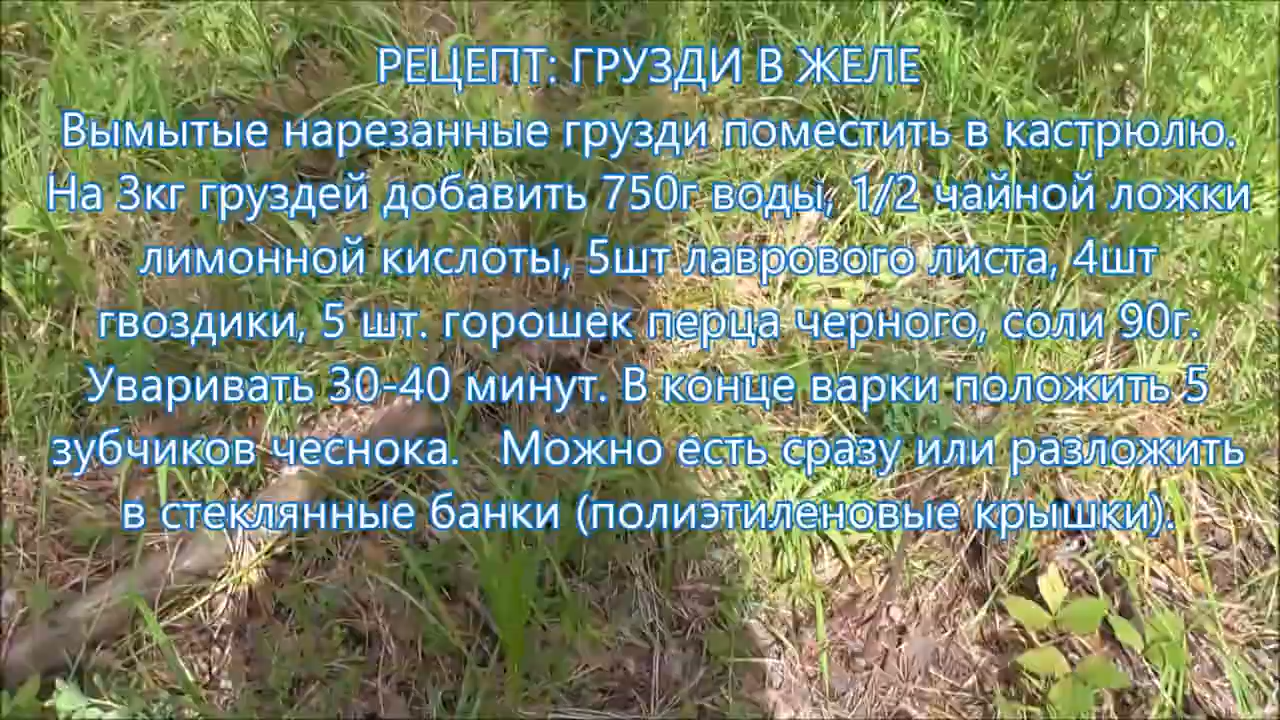 РЕЦЕПТ: ГРУЗДИ В ЖЕЛЕ
Вымытые нарезанные грузди поместить в кастрюлю.
На 3кг груздей добавить 750г воды, 1/2 чайной ложки
лимонной кислоты, 5шт лаврового листа, 4шт
гвоздики, 5 шт. горошек перца черного, соли 90г.
Уваривать 30-40 минут. В конце варки положить 5
зубчиков чеснока. Можно есть сразу или разложить
в стеклянные банки (полиэтиленовые крышки).